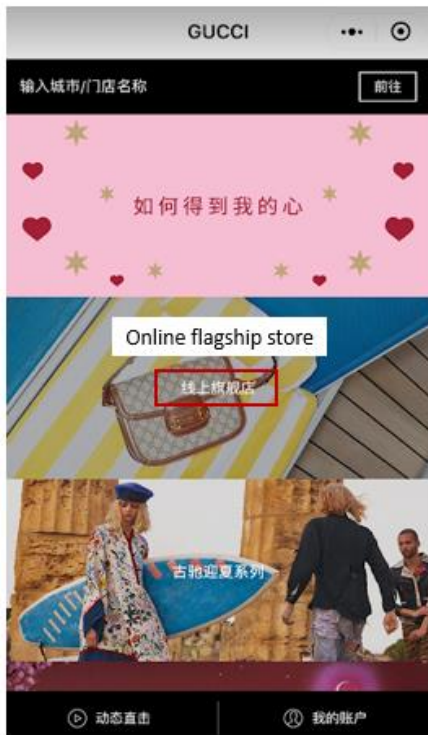 GUCCI
输入城市/门店名称
前往
如何得到我的心
Online flagship store
线上旗舰店
古驰迎夏系列
动态直击
我的账户